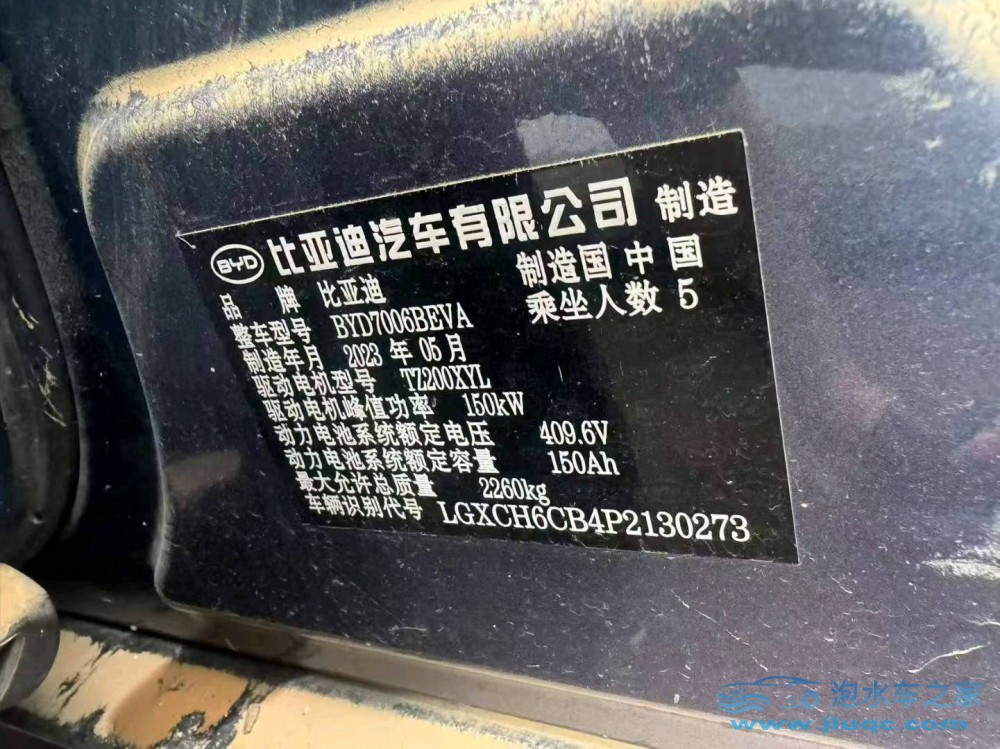 BYD 比亚迪汽车有限公司 制造
品 牌 比亚迪 制造国 中国
整车型号 BYD7006BEVA 乘坐人数 5
制造年月 2023 年 05 月
驱动电机型号 TZ200XYL
驱动电机峰值功率 150kW
动力电池系统额定电压 409.6V
动力电池系统额定容量 150Ah
最大允许总质量 2260kg
车辆识别代号 LGXCH6CB4P2130273
泡水车之家
www.jluqc.com